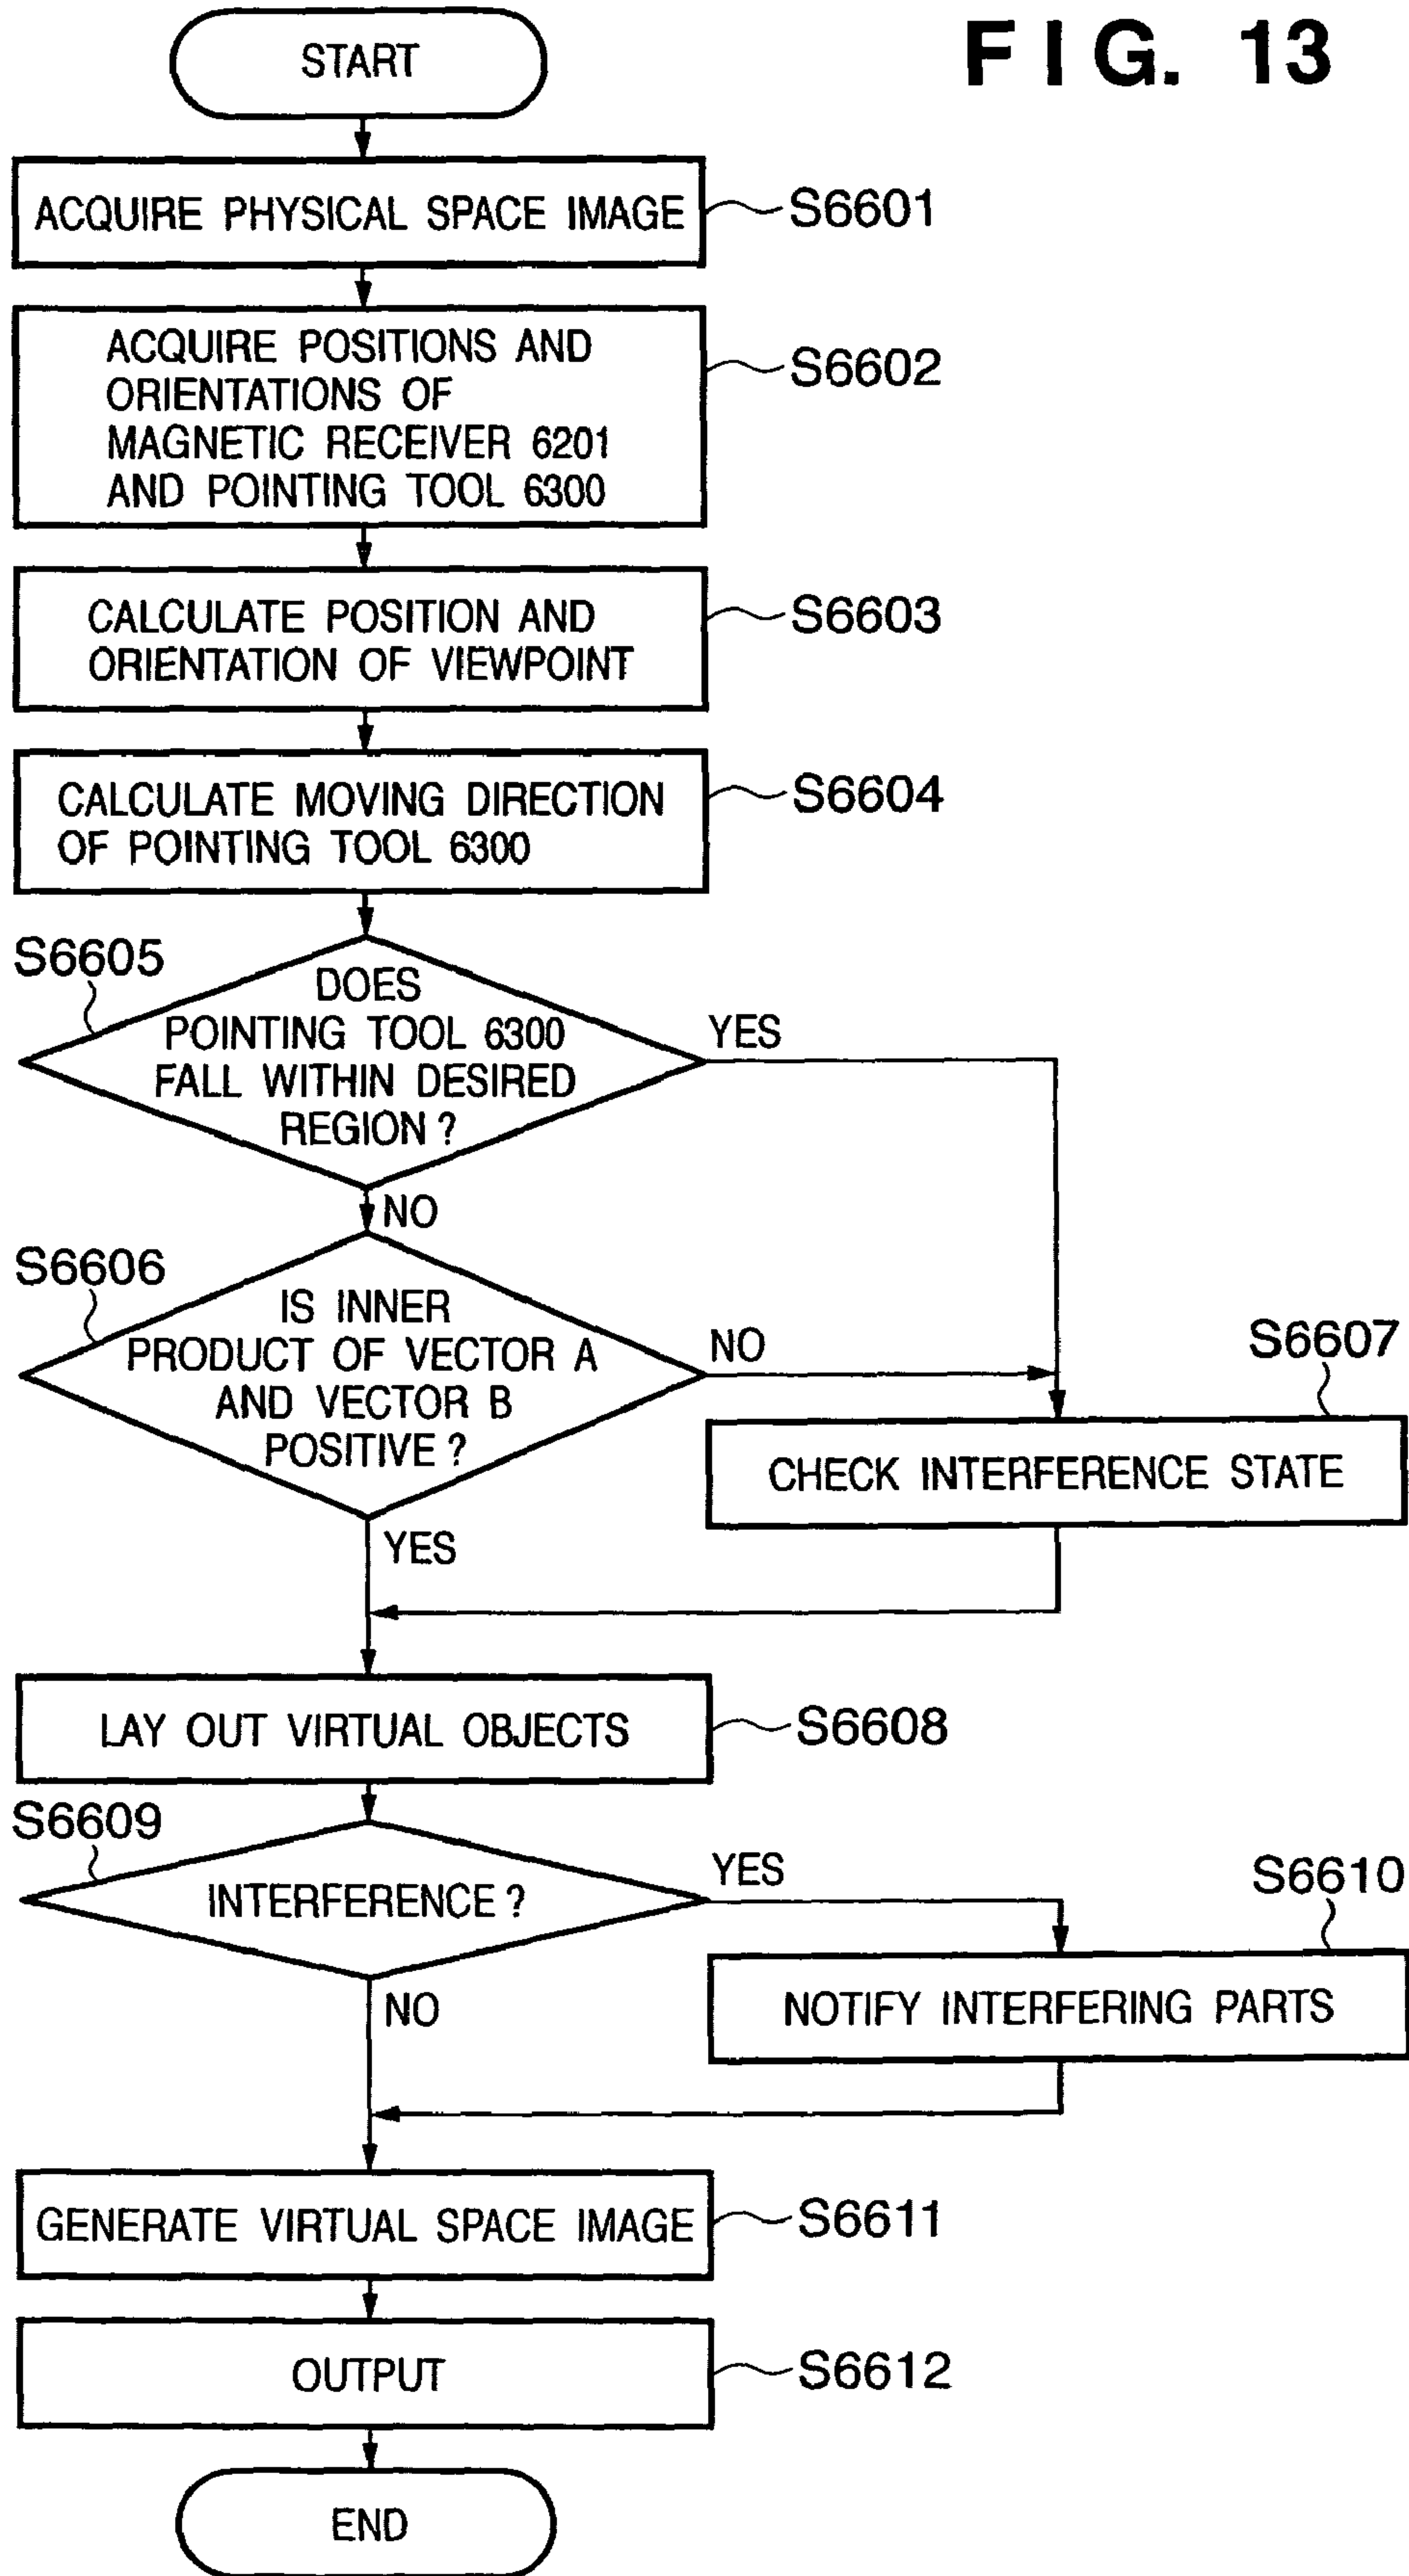 FIG. 13
START
ACQUIRE PHYSICAL SPACE IMAGE
S6601
ACQUIRE POSITIONS AND
ORIENTATIONS OF
MAGNETIC RECEIVER 6201
AND POINTING TOOL 6300
S6602
CALCULATE POSITION AND
ORIENTATION OF VIEWPOINT
S6603
CALCULATE MOVING DIRECTION
OF POINTING TOOL 6300
S6604
S6605
DOES
POINTING TOOL 6300
FALL WITHIN DESIRED
REGION ?
YES
NO
S6606
IS INNER
PRODUCT OF VECTOR A
AND VECTOR B
POSITIVE ?
NO
YES
S6607
CHECK INTERFERENCE STATE
LAY OUT VIRTUAL OBJECTS
S6608
S6609
INTERFERENCE ?
YES
NO
S6610
NOTIFY INTERFERING PARTS
GENERATE VIRTUAL SPACE IMAGE
S6611
OUTPUT
S6612
END